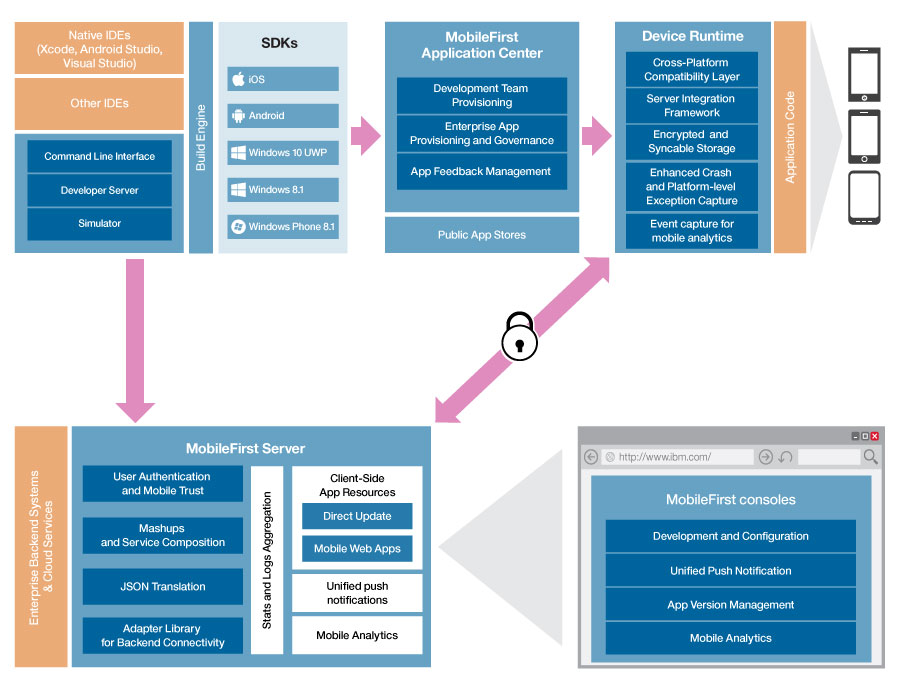 Native IDEs
(Xcode, Android Studio,
Visual Studio)
Other IDEs
Command Line Interface
Developer Server
Simulator
Build Engine
SDKs
iOS
Android
Windows 10 UWP
Windows 8.1
Windows Phone 8.1
MobileFirst
Application Center
Development Team
Provisioning
Enterprise App
Provisioning and Governance
App Feedback Management
Public App Stores
Device Runtime
Cross-Platform
Compatibility Layer
Server Integration
Framework
Encrypted and
Syncable Storage
Enhanced Crash
and Platform-level
Exception Capture
Event capture for
mobile analytics
Application Code
Enterprise Backend Systems
& Cloud Services
MobileFirst Server
User Authentication
and Mobile Trust
Mashups
and Service Composition
JSON Translation
Adapter Library
for Backend Connectivity
Stats and Logs Aggregation
Client-Side
App Resources
Direct Update
Mobile Web Apps
Unified push
notifications
Mobile Analytics
http://www.ibm.com/
MobileFirst consoles
Development and Configuration
Unified Push Notification
App Version Management
Mobile Analytics